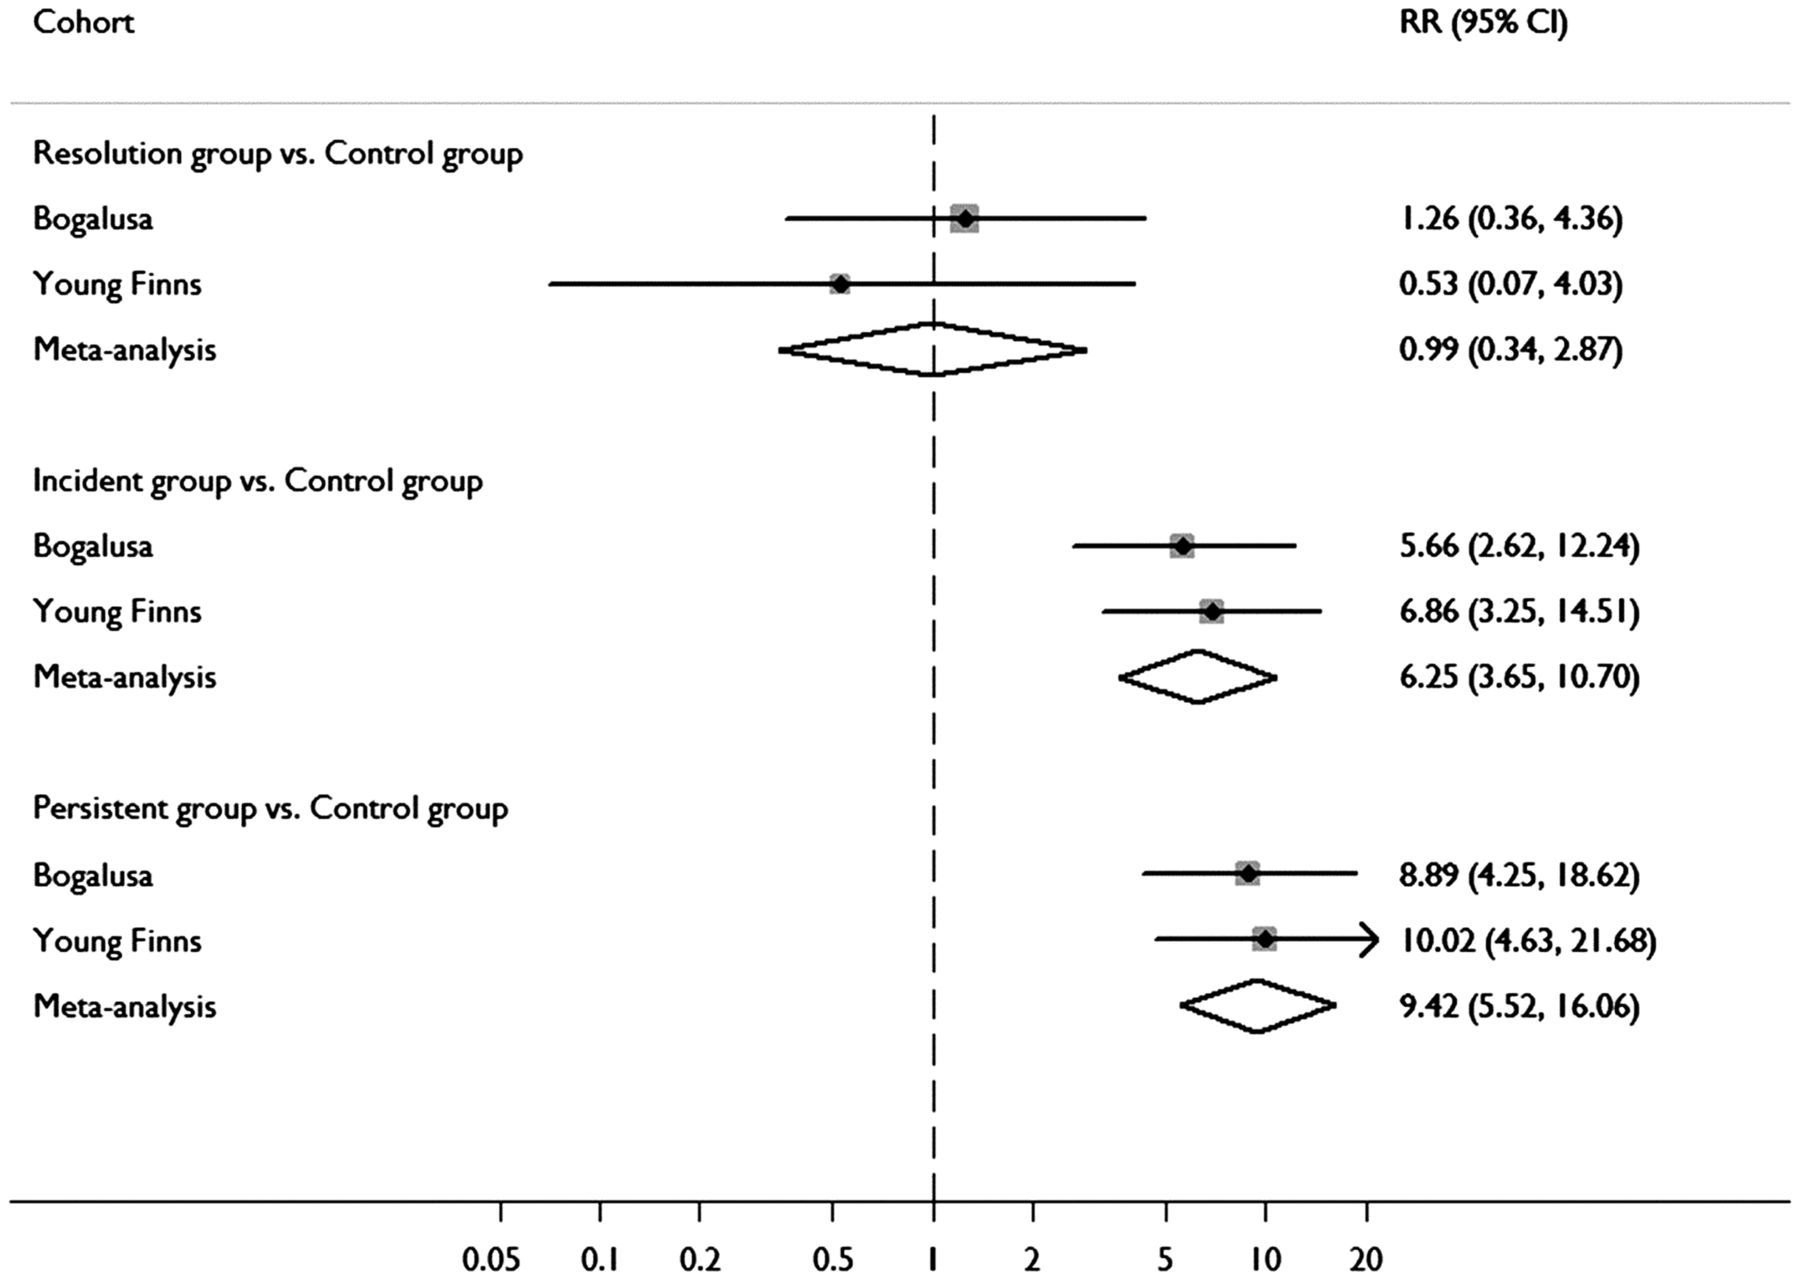 Cohort RR (95% CI)
Resolution group vs. Control group
Bogalusa 1.26 (0.36, 4.36)
Young Finns 0.53 (0.07, 4.03)
Meta-analysis 0.99 (0.34, 2.87)
Incident group vs. Control group
Bogalusa 5.66 (2.62, 12.24)
Young Finns 6.86 (3.25, 14.51)
Meta-analysis 6.25 (3.65, 10.70)
Persistent group vs. Control group
Bogalusa 8.89 (4.25, 18.62)
Young Finns 10.02 (4.63, 21.68)
Meta-analysis 9.42 (5.52, 16.06)
0.05 0.1 0.2 0.5 1 2 5 10 20